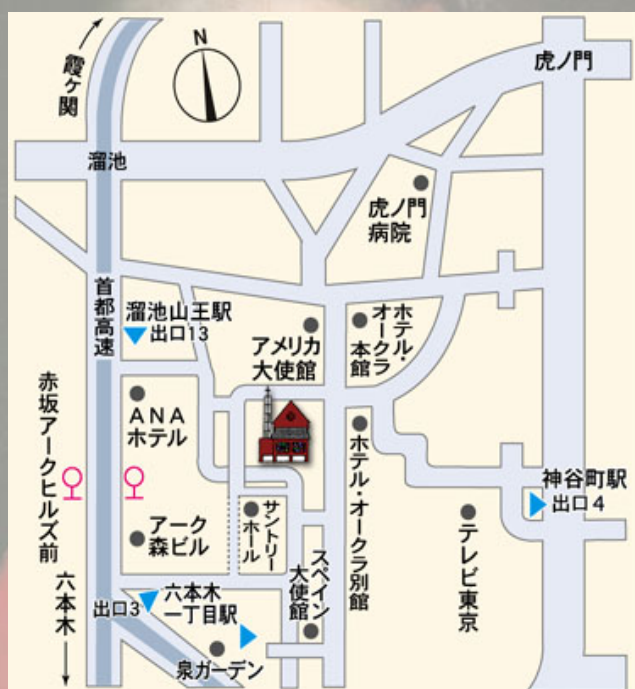 N
霞ヶ関
虎ノ門
溜池
虎ノ門
病院
首都高速
溜池山王駅
出口13
アメリカ
大使館
ホテル・
オークラ
本館
赤坂アークヒルズ前
ANA
ホテル
ホテル・オークラ別館
神谷町駅
出口4
サントリー
ホール
アーク
森ビル
テレビ東京
スペイン
大使館
六本木
出口3
六本木
一丁目駅
泉ガーデン